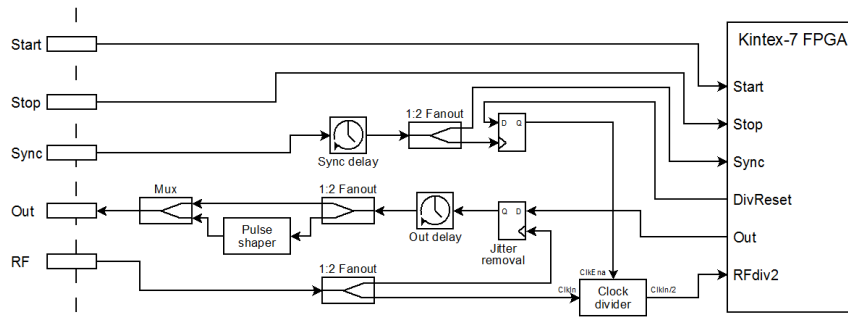 Kintex-7 FPGA
Start
Start
Stop
Stop
1:2 Fanout
D Q
Sync
Sync delay
Sync
Mux
1:2 Fanout
DivReset
Out
Q D
Out
Pulse
shaper
Out delay
Jitter
removal
RF
1:2 Fanout
ClkEna
RFdiv2
ClkIn
Clock
divider
ClkIn/2